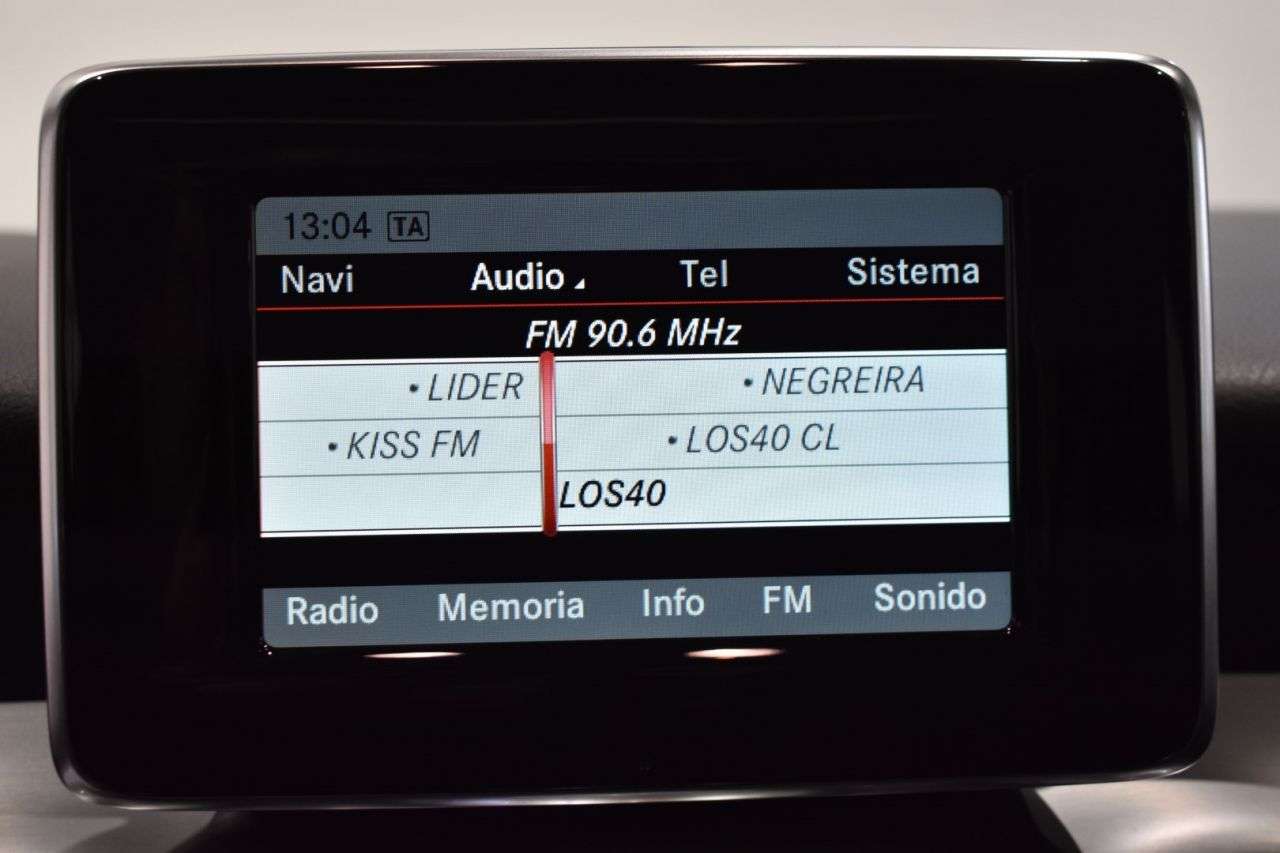 13:04 TA
Navi Audio Tel Sistema
FM 90.6 MHz
• LIDER • NEGREIRA
• KISS FM • LOS40 CL
LOS40
Radio Memoria Info FM Sonido